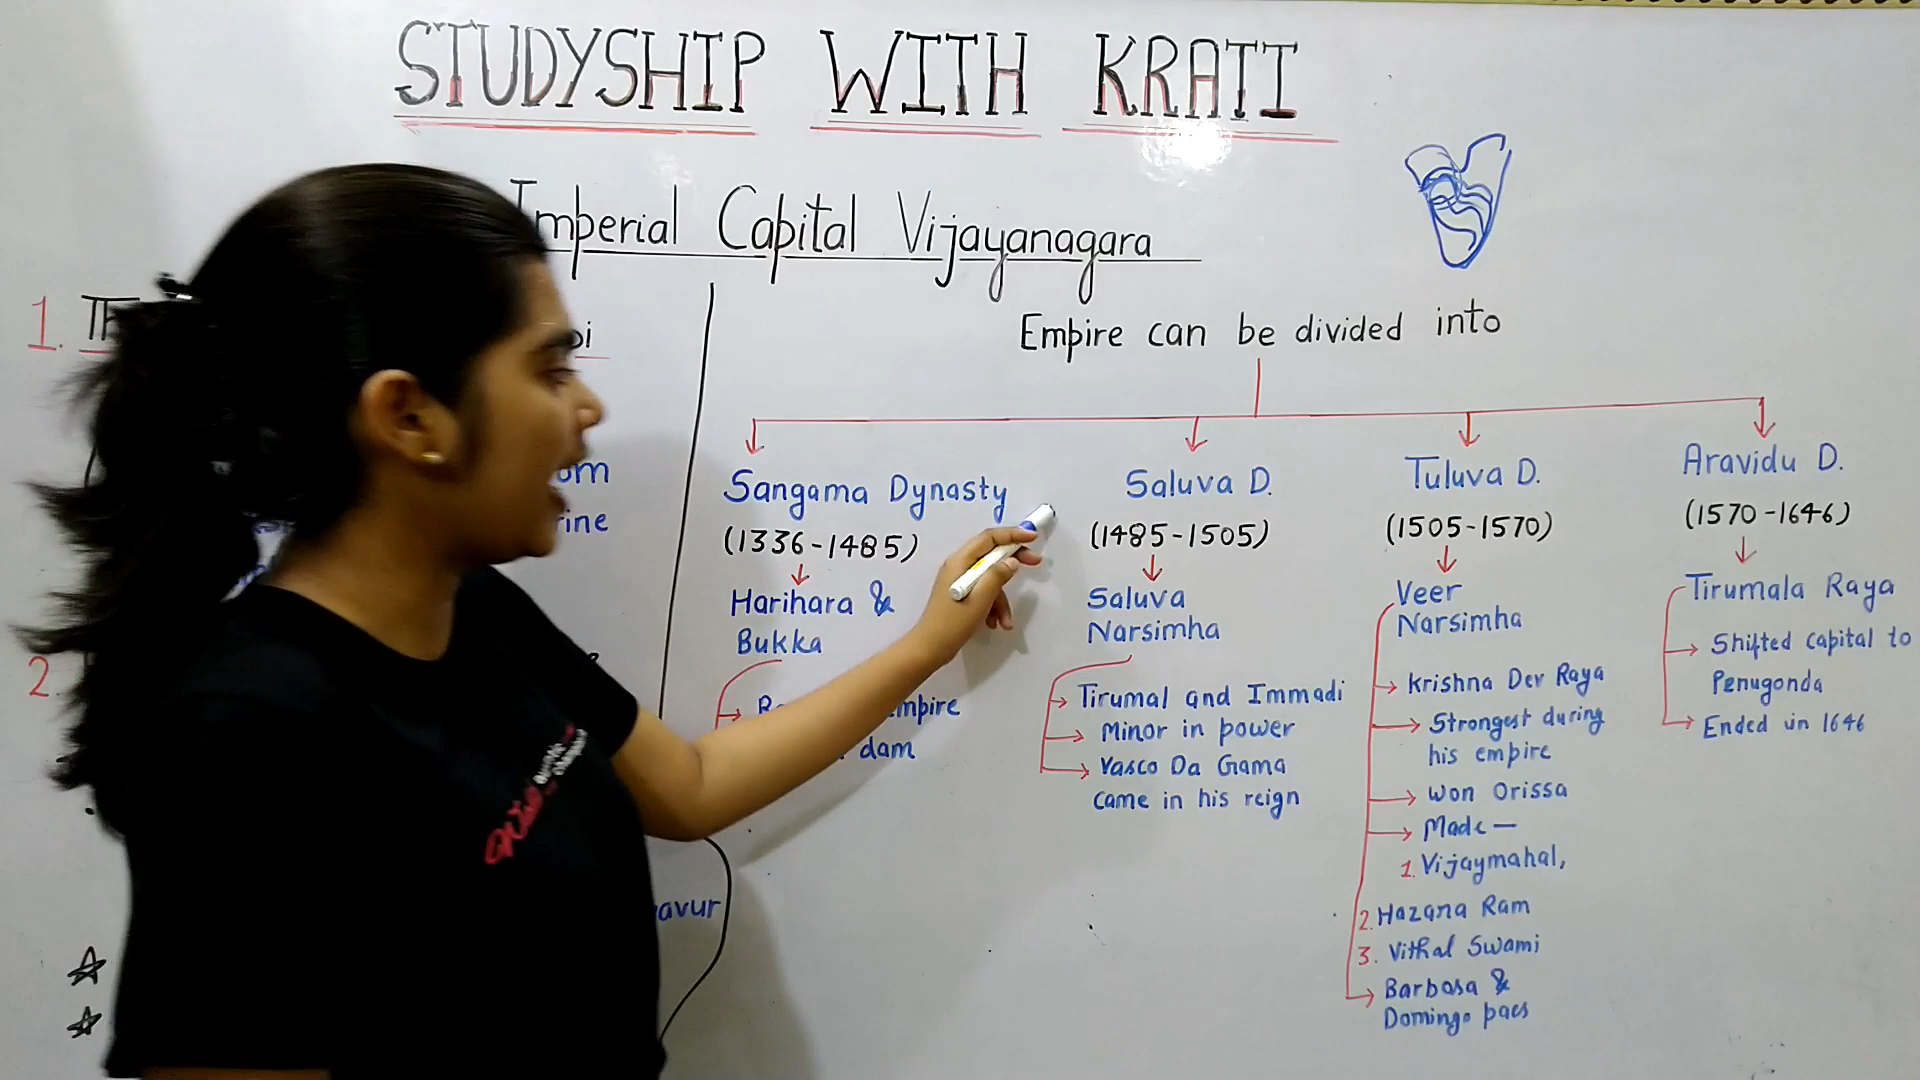 STUDYSHIP WITH KRATI
Imperial Capital Vijayanagara
1.
2.
avur
Empire can be divided into
Sangama Dynasty
(1336-1485)
Harihara &
Bukka
empire
dam
Saluva D.
(1485-1505)
Saluva
Narsimha
Tirumal and Immadi
Minor in power
Vasco Da Gama
came in his reign
Tuluva D.
(1505-1570)
Veer
Narsimha
Krishna Dev Raya
Strongest during
his empire
won Orissa
Made —
1. Vijaymahal,
2. Hazana Ram
3. Vithal Swami
Barbosa &
Domingo paes
Aravidu D.
(1570-1646)
Tirumala Raya
Shifted capital to
Penugonda
Ended in 1646